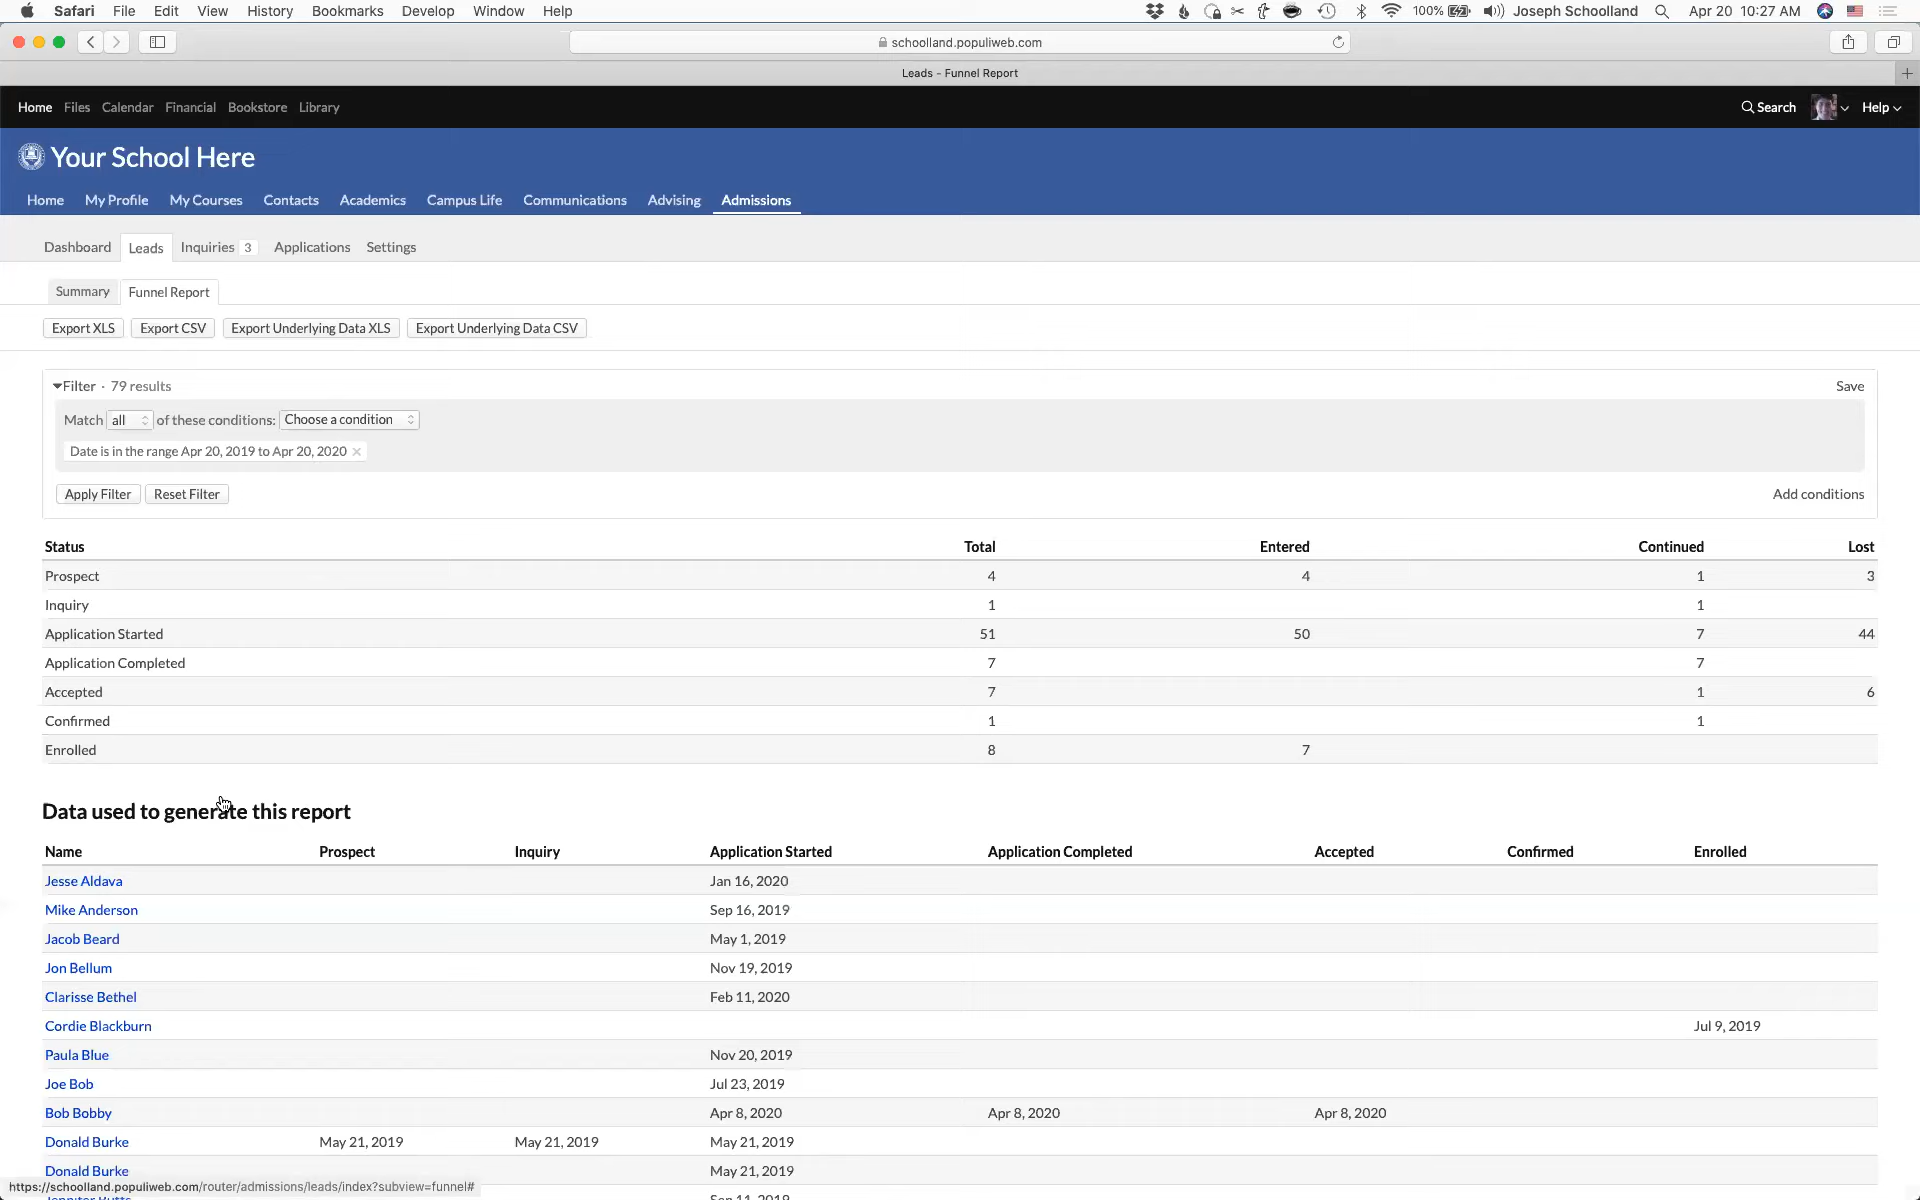 Safari File Edit View History Bookmarks Develop Window Help 100% Joseph Schoolland Apr 20 10:27 AM
schoolland.populiweb.com
Leads - Funnel Report
Home Files Calendar Financial Bookstore Library Search Help
Your School Here
Home My Profile My Courses Contacts Academics Campus Life Communications Advising Admissions
Dashboard Leads Inquiries 3 Applications Settings
Summary Funnel Report
Export XLS Export CSV Export Underlying Data XLS Export Underlying Data CSV
Filter · 79 results Save
Match all of these conditions: Choose a condition
Date is in the range Apr 20, 2019 to Apr 20, 2020 ×
Apply Filter Reset Filter Add conditions
Status Total Entered Continued Lost
Prospect 4 4 1 3
Inquiry 1 1
Application Started 51 50 7 44
Application Completed 7 7
Accepted 7 1 6
Confirmed 1 1
Enrolled 8 7
Data used to generate this report
Name Prospect Inquiry Application Started Application Completed Accepted Confirmed Enrolled
Jesse Aldava Jan 16, 2020
Mike Anderson Sep 16, 2019
Jacob Beard May 1, 2019
Jon Bellum Nov 19, 2019
Clarisse Bethel Feb 11, 2020
Cordie Blackburn Jul 9, 2019
Paula Blue Nov 20, 2019
Joe Bob Jul 23, 2019
Bob Bobby Apr 8, 2020 Apr 8, 2020 Apr 8, 2020
Donald Burke May 21, 2019 May 21, 2019 May 21, 2019
Donald Burke May 21, 2019
https://schoolland.populiweb.com/router/admissions/leads/index?subview=funnel#
Sep 11, 2019